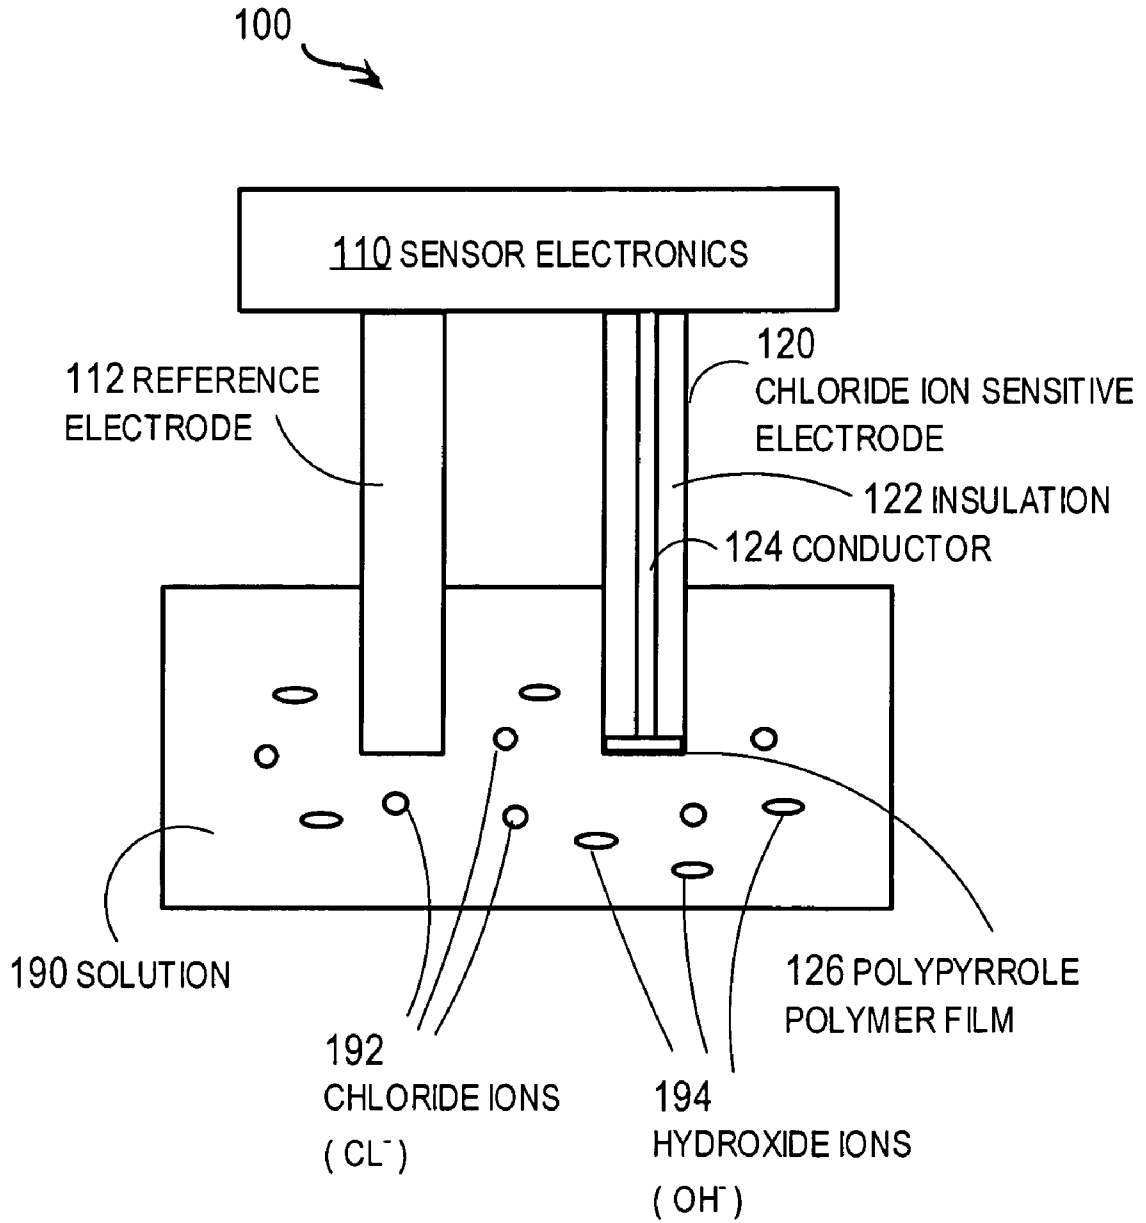 100
110 SENSOR ELECTRONICS
112 REFERENCE
ELECTRODE
120
CHLORIDE ION SENSITIVE
ELECTRODE
122 INSULATION
124 CONDUCTOR
190 SOLUTION
126 POLYPYRROLE
POLYMER FILM
192
CHLORIDE IONS
( CL⁻ )
194
HYDROXIDE IONS
( OH⁻ )